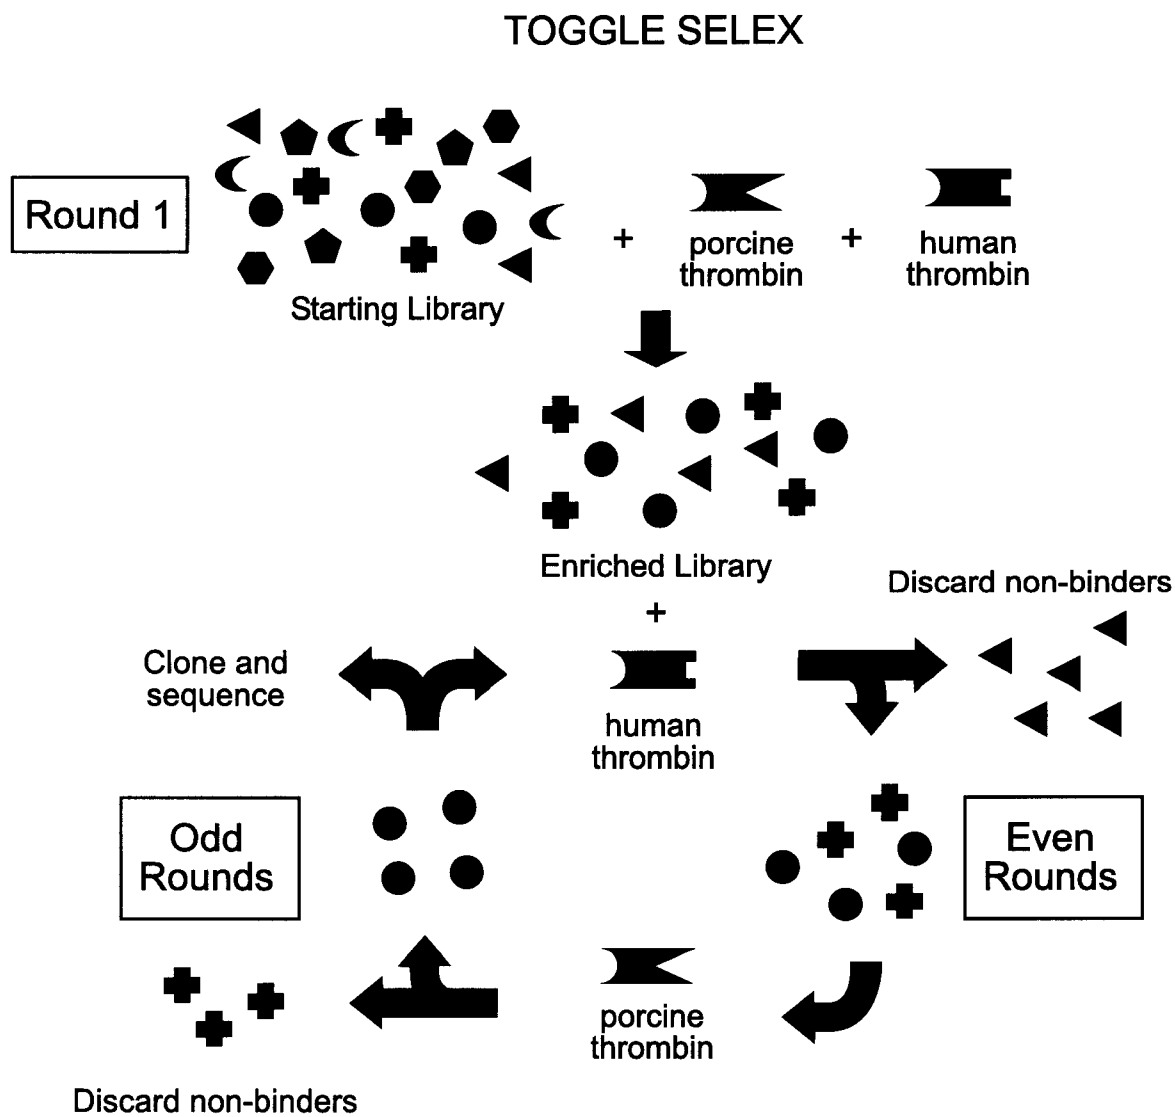 TOGGLE SELEX
Round 1
Starting Library
+
porcine
thrombin
+
human
thrombin
Enriched Library
+
Discard non-binders
Clone and
sequence
human
thrombin
Odd
Rounds
Even
Rounds
porcine
thrombin
Discard non-binders